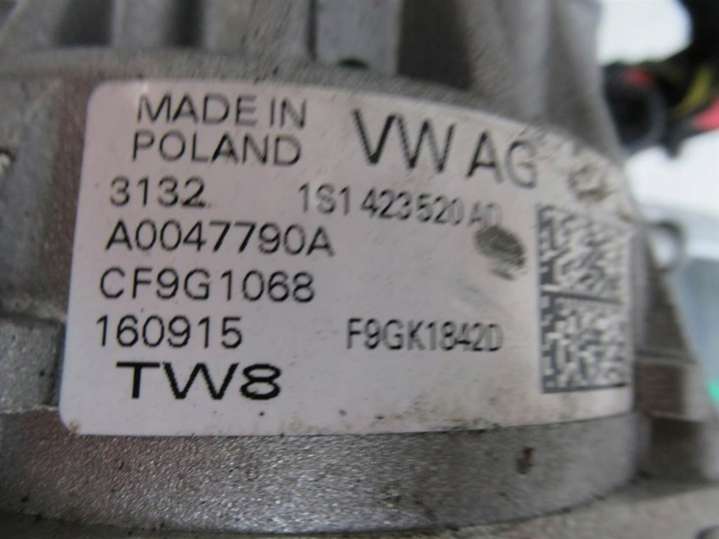 MADE IN VW AG
POLAND
3132 1S1 423 520 AD
A0047790A
CF9G1068
160915 F9GK1842D
TW8